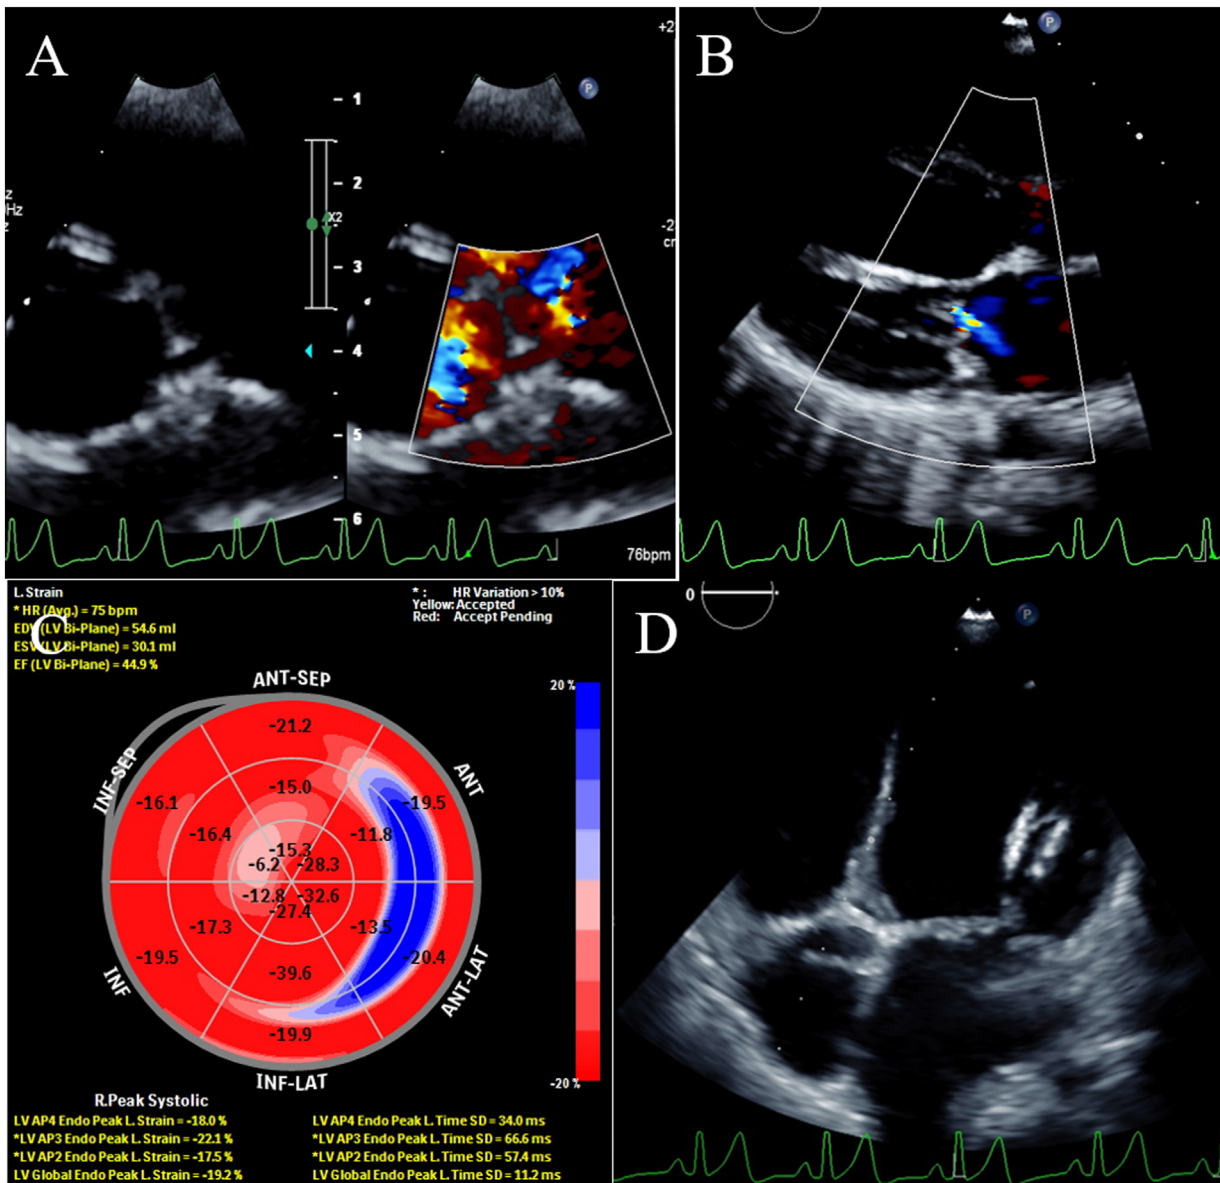 A
P
1
2
X2
3
4
5
6
z
Hz
z
+2
-2
cr
76bpm
B
P
C
L. Strain
* HR (Avg.) = 75 bpm
EDV (LV Bi-Plane) = 54.6 ml
ESV (LV Bi-Plane) = 30.1 ml
EF (LV Bi-Plane) = 44.9 %
* : HR Variation > 10%
Yellow: Accepted
Red: Accept Pending
20 %
-20 %
ANT-SEP
ANT
ANT-LAT
INF-LAT
INF
INF-SEP
-21.2
-15.0
-19.5
-16.1
-16.4
-11.8
-15.3
-6.2
-28.3
-12.8
-32.6
-27.4
-17.3
-13.5
-19.5
-20.4
-39.6
-19.9
R.Peak Systolic
LV AP4 Endo Peak L. Strain = -18.0 %
*LV AP3 Endo Peak L. Strain = -22.1 %
*LV AP2 Endo Peak L. Strain = -17.5 %
LV Global Endo Peak L. Strain = -19.2 %
LV AP4 Endo Peak L. Time SD = 34.0 ms
*LV AP3 Endo Peak L. Time SD = 66.6 ms
*LV AP2 Endo Peak L. Time SD = 57.4 ms
LV Global Endo Peak L. Time SD = 11.2 ms
0
D
P